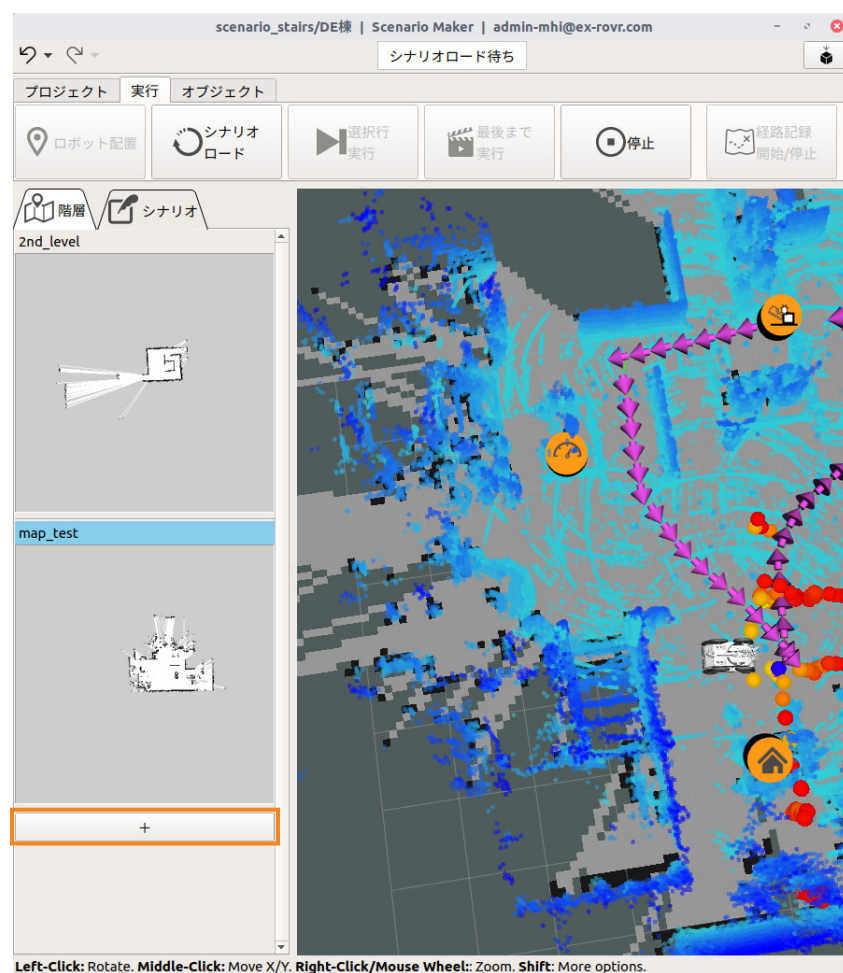 scenario_stairs/DE棟 | Scenario Maker | admin-mhi@ex-rovr.com
シナリオロード待ち
プロジェクト 実行 オブジェクト
ロボット配置
シナリオ
ロード
選択行
実行
最後まで
実行
停止
経路記録
開始/停止
階層 シナリオ
2nd_level
map_test
+
Left-Click: Rotate. Middle-Click: Move X/Y. Right-Click/Mouse Wheel:: Zoom. Shift: More options.